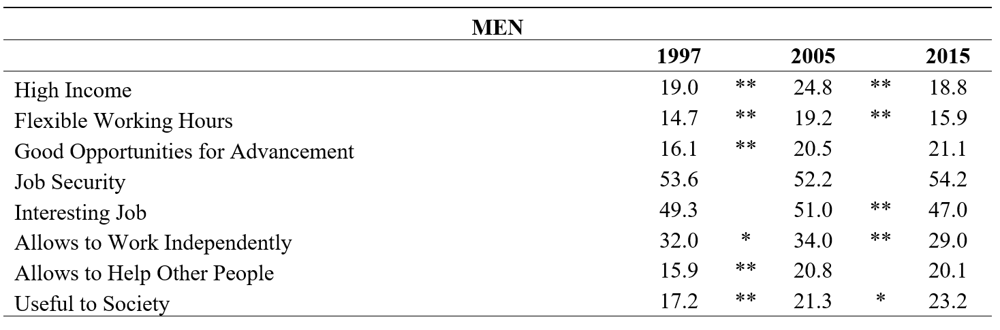 MEN
1997 2005 2015
High Income 19.0 ** 24.8 ** 18.8
Flexible Working Hours 14.7 ** 19.2 ** 15.9
Good Opportunities for Advancement 16.1 ** 20.5 21.1
Job Security 53.6 52.2 54.2
Interesting Job 49.3 51.0 ** 47.0
Allows to Work Independently 32.0 * 34.0 ** 29.0
Allows to Help Other People 15.9 ** 20.8 20.1
Useful to Society 17.2 ** 21.3 * 23.2